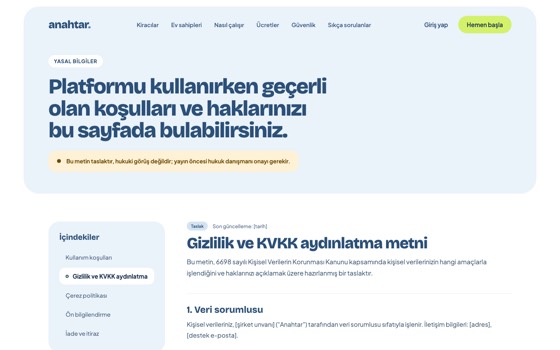 anahtar.
Kiracılar
Ev sahipleri
Nasıl çalışır
Ücretler
Güvenlik
Sıkça sorulanlar
Giriş yap
Hemen başla
YASAL BİLGİLER
Platformu kullanırken geçerli
olan koşulları ve haklarınızı
bu sayfada bulabilirsiniz.
Bu metin taslaktır, hukuki görüş değildir; yayın öncesi hukuk danışmanı onayı gerekir.
İçindekiler
Kullanım koşulları
Gizlilik ve KVKK aydınlatma
Çerez politikası
Ön bilgilendirme
İade ve itiraz
Taslak
Son güncelleme: [tarih]
Gizlilik ve KVKK aydınlatma metni
Bu metin, 6698 sayılı Kişisel Verilerin Korunması Kanunu kapsamında kişisel verilerinizin hangi amaçlarla
işlendiğini ve haklarınızı açıklamak üzere hazırlanmış bir taslaktır.
1. Veri sorumlusu
Kişisel verileriniz, [şirket unvanı] ("Anahtar") tarafından veri sorumlusu sıfatıyla işlenir. İletişim bilgileri: [adres],
[destek e-posta].